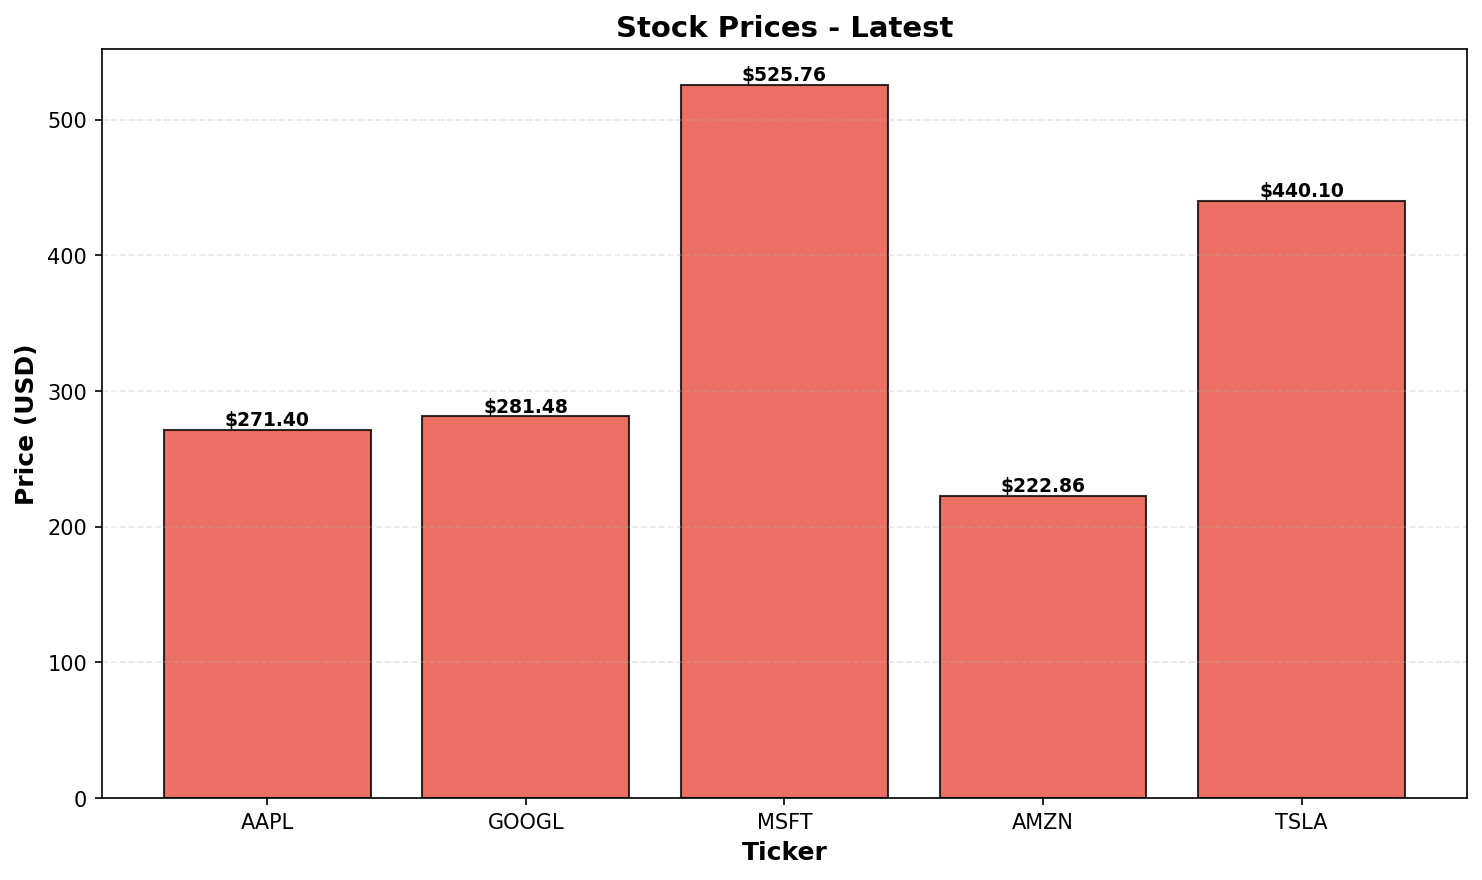 Stock Prices - Latest
Price (USD)
500
400
300
200
100
0
$271.40
$281.48
$525.76
$222.86
$440.10
AAPL
GOOGL
MSFT
AMZN
TSLA
Ticker